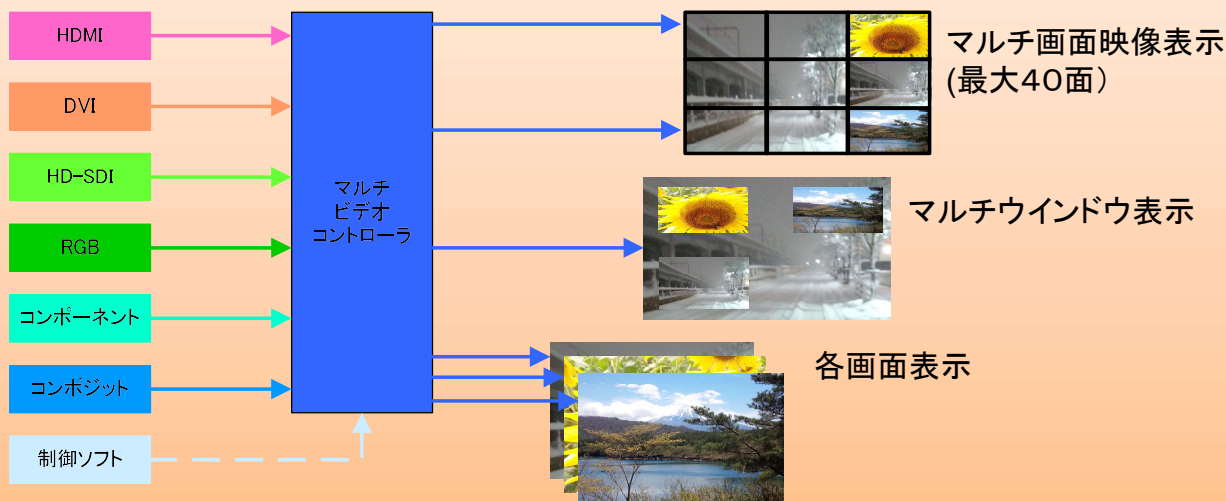 HDMI
DVI
HD-SDI
RGB
コンポーネント
コンポジット
制御ソフト
マルチ
ビデオ
コントローラ
マルチ画面映像表示
(最大40面）
マルチウインドウ表示
各画面表示